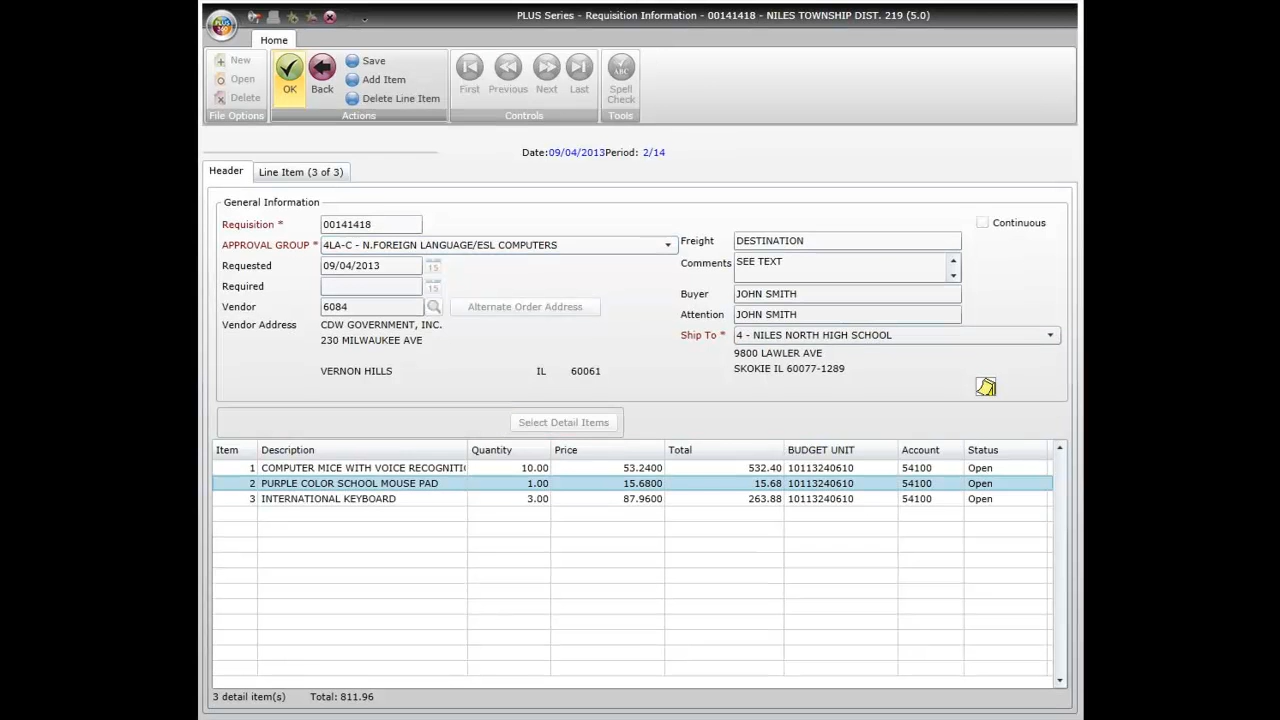 PLUS Series - Requisition Information - 00141418 - NILES TOWNSHIP DIST. 219 (5.0)
PLUS
360
Home
New
Open
Delete
File Options
OK
Back
Save
Add Item
Delete Line Item
Actions
First
Previous
Next
Last
Controls
ABC
Spell
Check
Tools
Date:09/04/2013Period: 2/14
Header
Line Item (3 of 3)
General Information
Requisition * 00141418
APPROVAL GROUP * 4LA-C - N.FOREIGN LANGUAGE/ESL COMPUTERS
Requested 09/04/2013 15
Required 15
Vendor 6084 Alternate Order Address
Vendor Address CDW GOVERNMENT, INC.
230 MILWAUKEE AVE
VERNON HILLS IL 60061
Continuous
Freight DESTINATION
Comments SEE TEXT
Buyer JOHN SMITH
Attention JOHN SMITH
Ship To * 4 - NILES NORTH HIGH SCHOOL
9800 LAWLER AVE
SKOKIE IL 60077-1289
Select Detail Items
Item Description Quantity Price Total BUDGET UNIT Account Status
1 COMPUTER MICE WITH VOICE RECOGNITI 10.00 53.2400 532.40 10113240610 54100 Open
2 PURPLE COLOR SCHOOL MOUSE PAD 1.00 15.6800 15.68 10113240610 54100 Open
3 INTERNATIONAL KEYBOARD 3.00 87.9600 263.88 10113240610 54100 Open
3 detail item(s) Total: 811.96